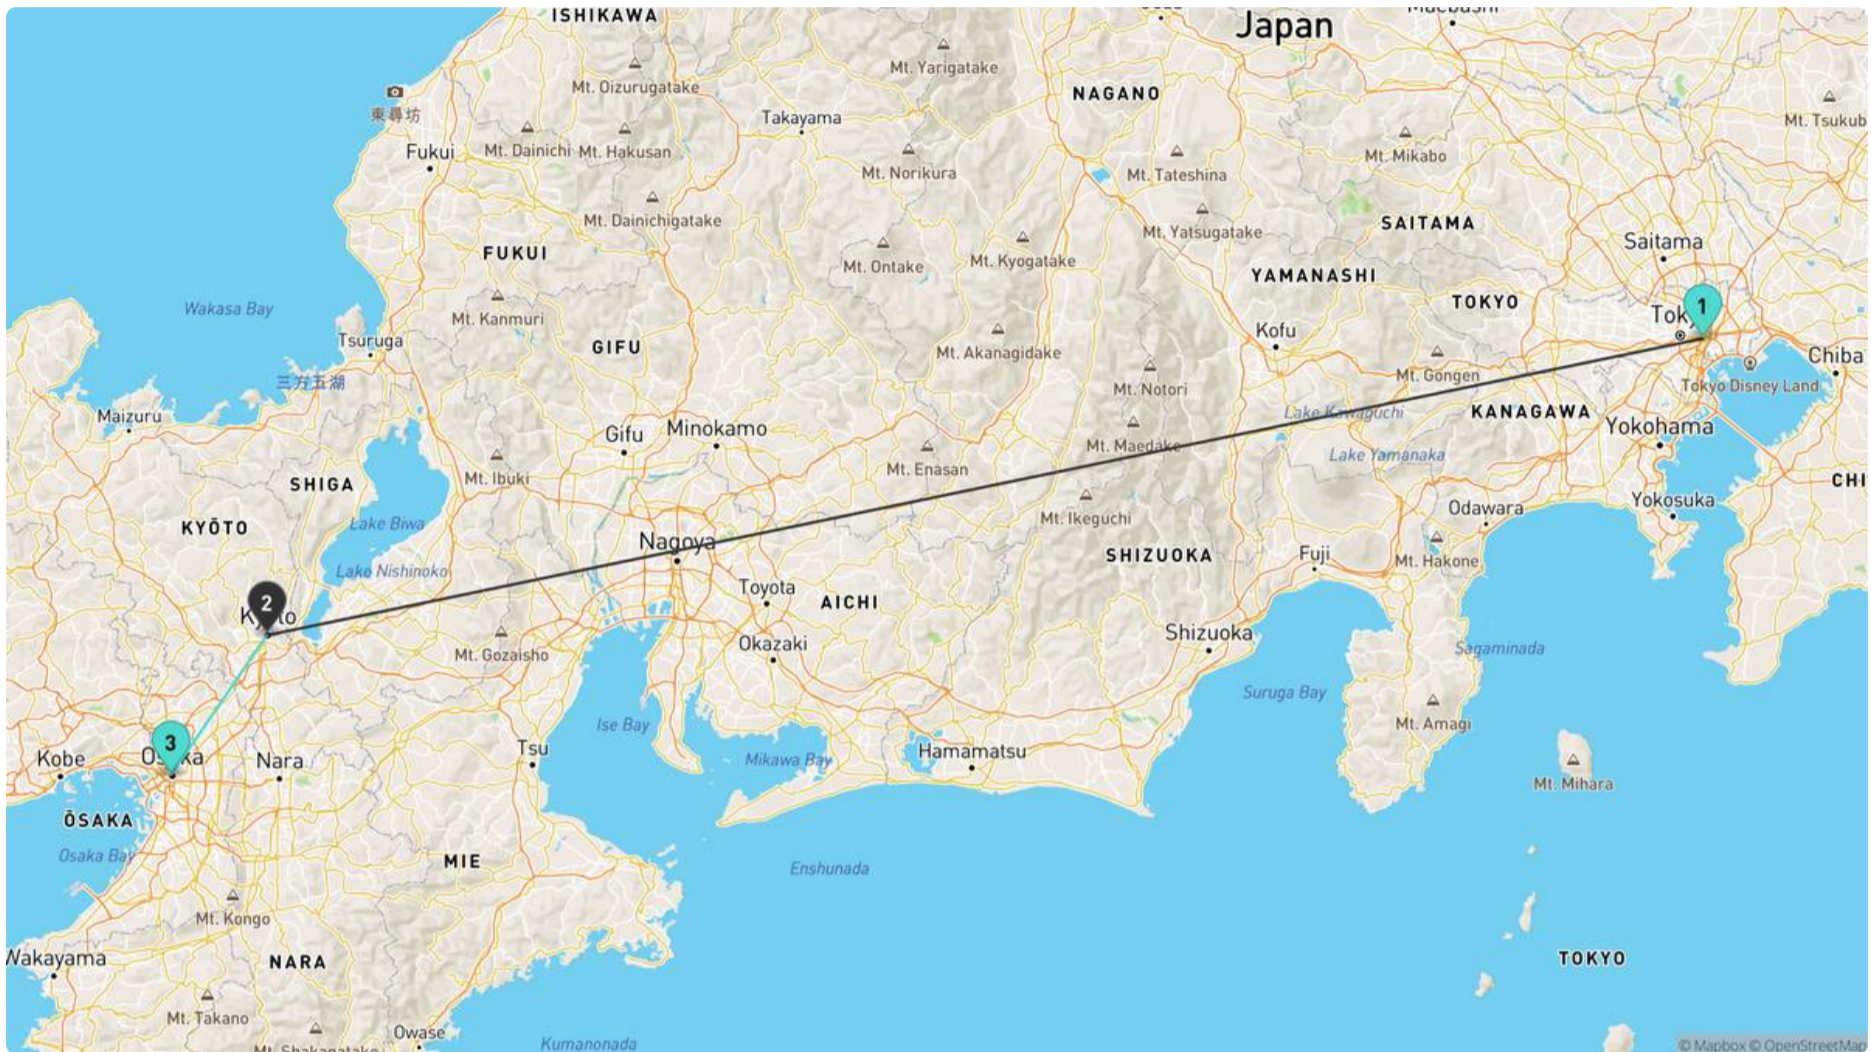 ISHIKAWA
Japan
Mt. Yarigatake
Mt. Oizurugatake
NAGANO
東尋坊
Takayama
Mt. Tsukub
Fukui
Mt. Dainichi
Mt. Hakusan
Mt. Norikura
Mt. Tateshina
Mt. Mikabo
Mt. Dainichigatake
Mt. Yatsugatake
SAITAMA
Saitama
FUKUI
Mt. Ontake
Mt. Kyogatake
YAMANASHI
TOKYO
Wakasa Bay
Mt. Kanmuri
1
Tsuruga
GIFU
Mt. Akanagidake
Kofu
Chiba
三方五湖
Mt. Notori
Mt. Gongen
Tokyo Disney Land
Maizuru
Lake Kawaguchi
KANAGAWA
Gifu
Minokamo
Mt. Maedake
Yokohama
Mt. Ibuki
Mt. Enasan
Lake Yamanaka
SHIGA
CHI
KYŌTO
Lake Biwa
Mt. Ikeguchi
Odawara
Yokosuka
Nagoya
SHIZUOKA
Fuji
Mt. Hakone
Lake Nishinoko
Toyota
AICHI
2
Mt. Gozaisho
Okazaki
Shizuoka
Sagaminada
Suruga Bay
Ise Bay
Mt. Amagi
3
Kobe
Nara
Tsu
Mikawa Bay
Hamamatsu
Mt. Mihara
ŌSAKA
Osaka Bay
MIE
Enshunada
Mt. Kongo
Wakayama
NARA
TOKYO
Mt. Takano
Owase
Kumanonada
© Mapbox © OpenStreetMap